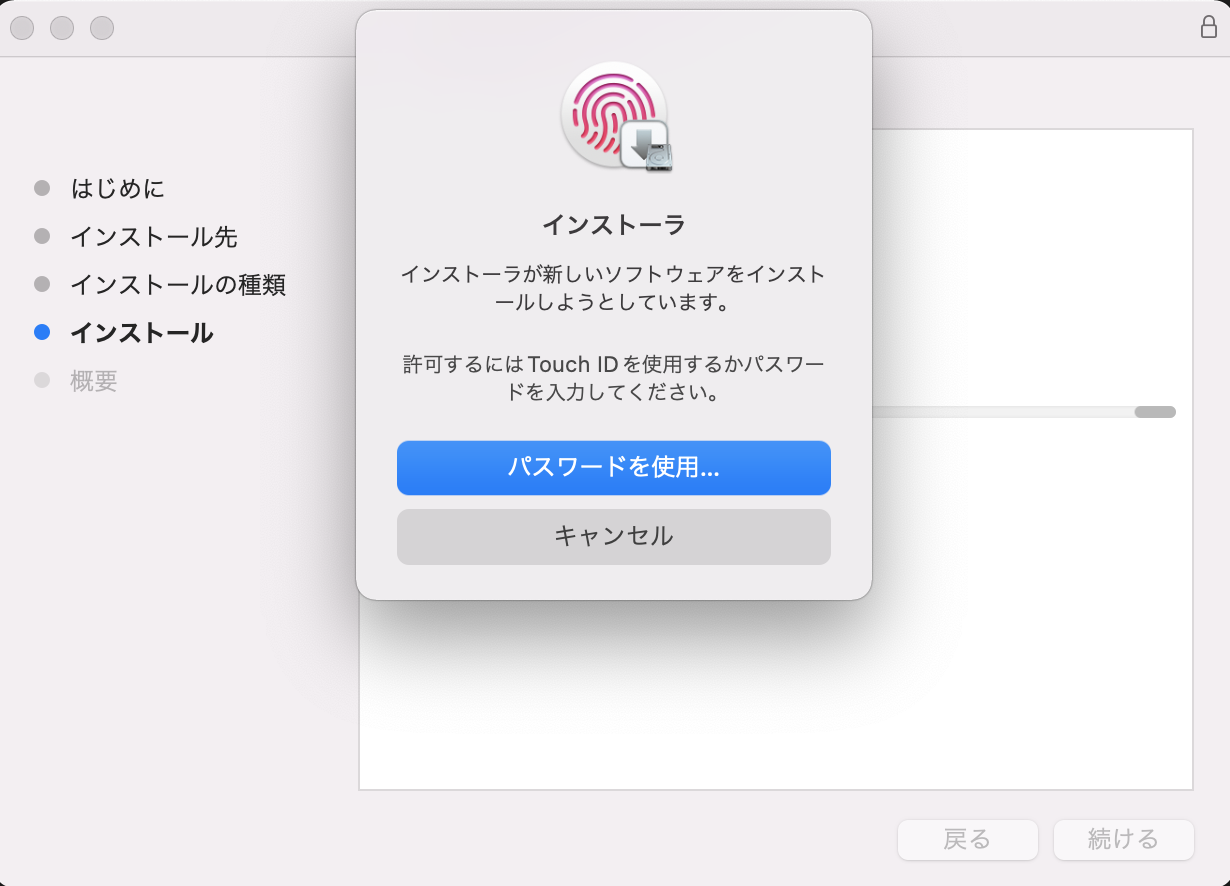 はじめに
インストール先
インストールの種類
インストール
概要
インストーラ
インストーラが新しいソフトウェアをインスト
ールしようとしています。
許可するにはTouch IDを使用するかパスワー
ドを入力してください。
パスワードを使用...
キャンセル
戻る
続ける